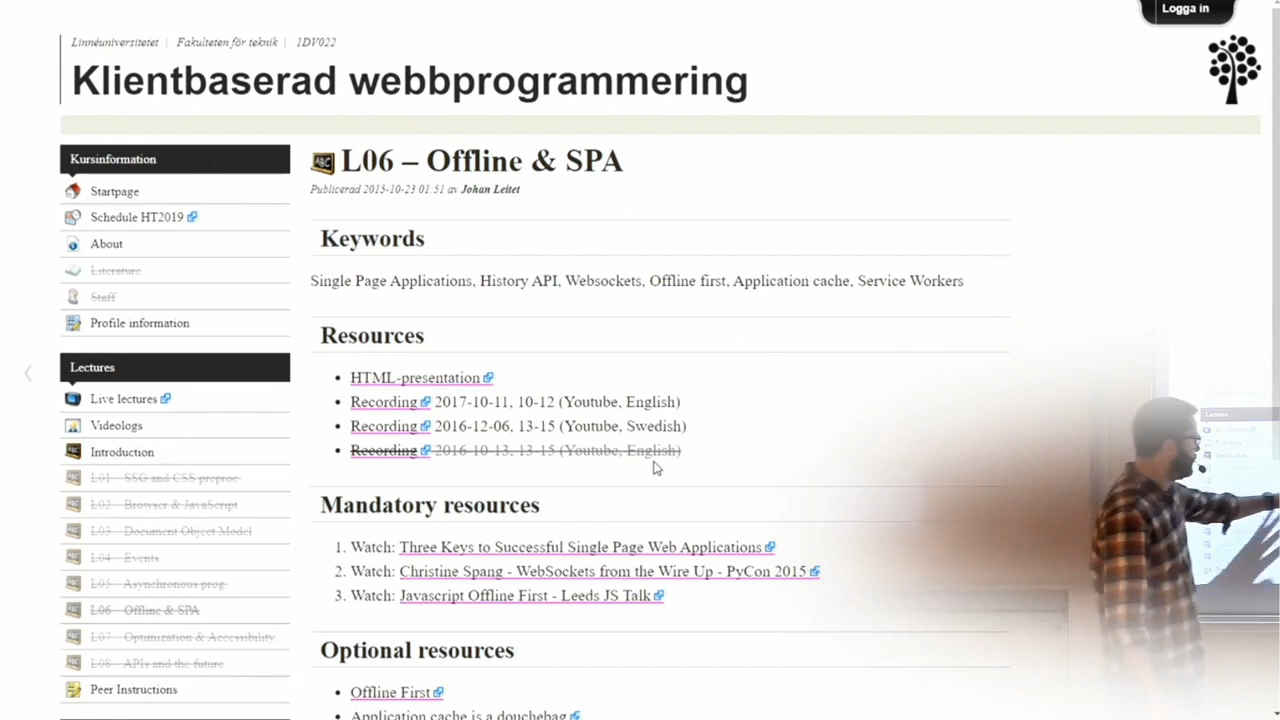 Logga in
Linnéuniversitetet | Fakulteten för teknik | 1DV022
Klientbaserad webbprogrammering
Kursinformation
Startpage
Schedule HT2019
About
Literature
Staff
Profile information
Lectures
Live lectures
Videologs
Introduction
L01 – SSG and CSS preproc.
L02 – Browser & JavaScript
L03 – Document Object Model
L04 – Events
L05 – Asynchronous prog.
L06 – Offline & SPA
L07 – Optimization & Accessibility
L08 – APIs and the future
Peer Instructions
L06 – Offline & SPA
Publicerad 2015-10-23 01:51 av Johan Leitet
Keywords
Single Page Applications, History API, Websockets, Offline first, Application cache, Service Workers
Resources
• HTML-presentation
• Recording 2017-10-11, 10-12 (Youtube, English)
• Recording 2016-12-06, 13-15 (Youtube, Swedish)
• Recording 2016-10-13, 13-15 (Youtube, English)
Mandatory resources
1. Watch: Three Keys to Successful Single Page Web Applications
2. Watch: Christine Spang - WebSockets from the Wire Up - PyCon 2015
3. Watch: Javascript Offline First - Leeds JS Talk
Optional resources
• Offline First
• Application cache is a douchebag